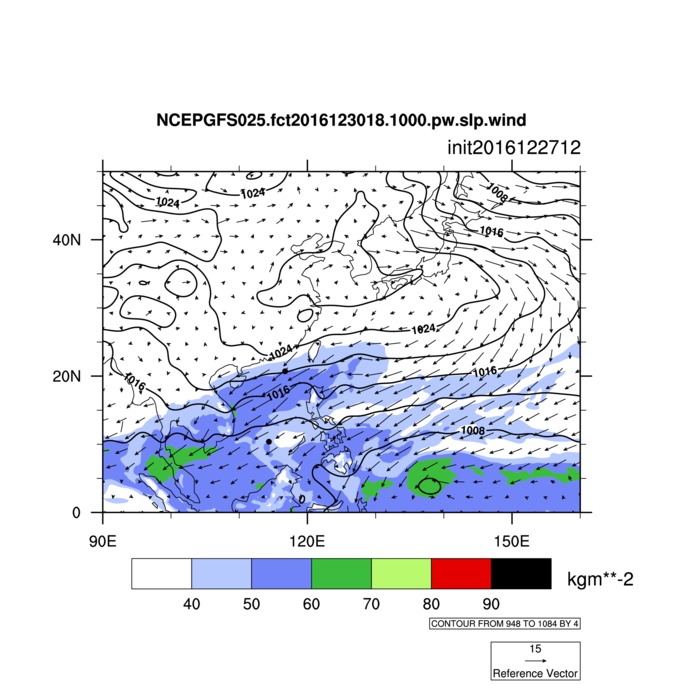 NCEPGFS025.fct2016123018.1000.pw.slp.wind
init2016122712
1024
1024
1008
1016
40N
1024
1024
20N
1016
1016
1016
1008
0
0
90E
120E
150E
40
50
60
70
80
90
kgm**-2
CONTOUR FROM 948 TO 1084 BY 4
15
Reference Vector